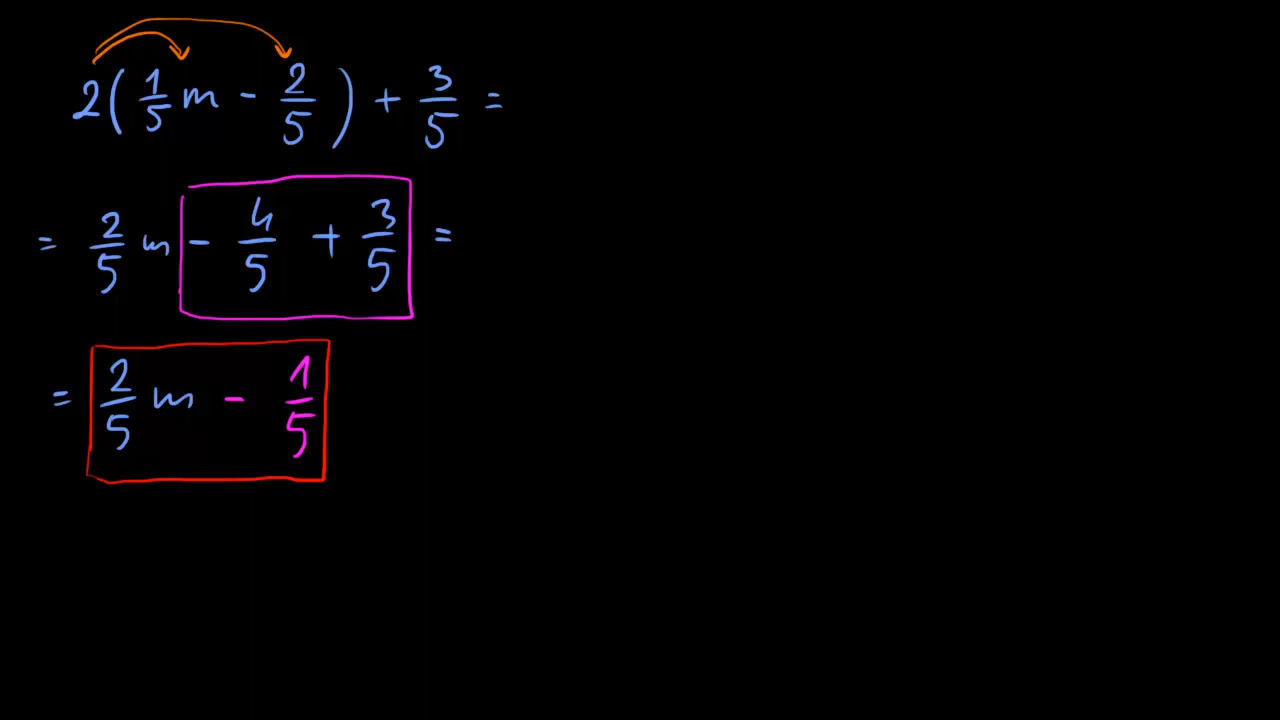 2(1/5 m - 2/5) + 3/5 =
= 2/5 m - 4/5 + 3/5 =
= 2/5 m - 1/5